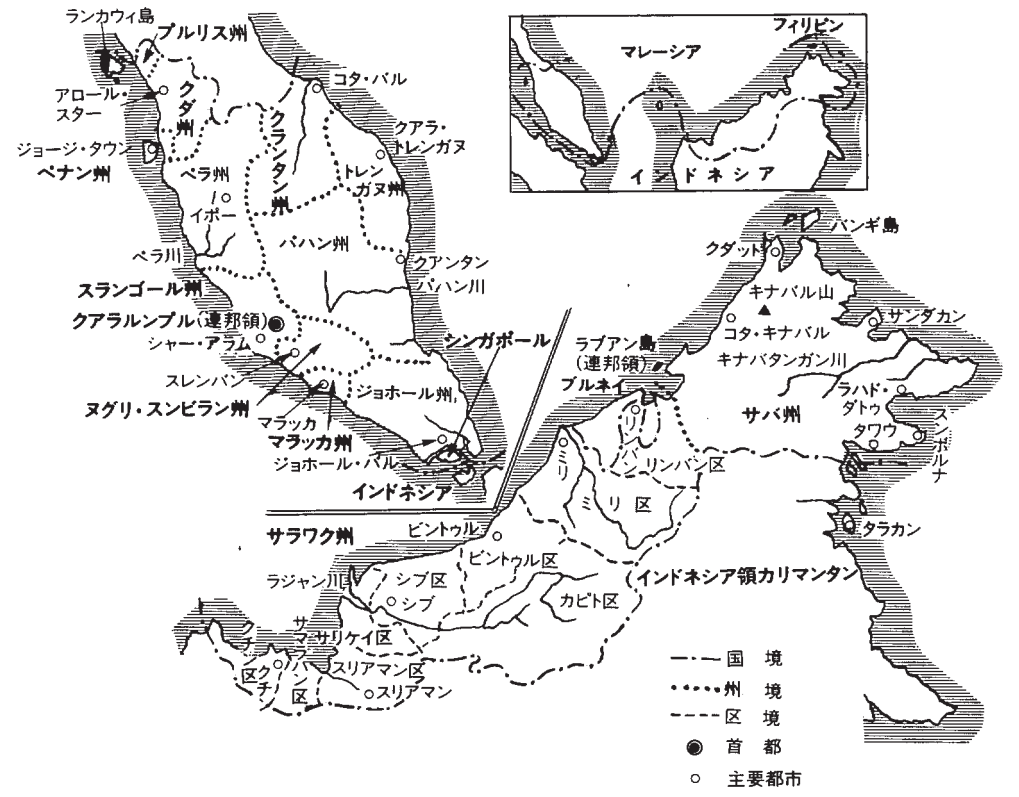 ランカウィ島
プルリス州
アロール・
スター
クダ州
クランタン州
コタ・バル
クアラ・
トレンガヌ
トレン
ガヌ州
ジョージ・タウン
ペナン州
ペラ州
イポー
ペラ川
パハン州
クアンタン
パハン川
スランゴール州
クアラルンプル(連邦領)
シャー・アラム
スレンバン
ヌグリ・スンビラン州
マラッカ
マラッカ州
ジョホール州
ジョホール・バル
シンガポール
インドネシア
フィリピン
マレーシア
インドネシア
バンギ島
クダット
キナバル山
コタ・キナバル
サンダカン
キナバタンガン川
ラブアン島
(連邦領)
ブルネイ
サバ州
ラハド・
ダトゥ
タワウ
スンポルナ
タラカン
リンバン
リンバン区
ミリ
ミリ区
サラワク州
ビントゥル
ビントゥル区
インドネシア領カリマンタン
ラジャン川
シブ区
シブ
カピト区
サリケイ区
サマラハン区
クチン区
クチン
スリアマン区
スリアマン
国境
州境
区境
首都
主要都市